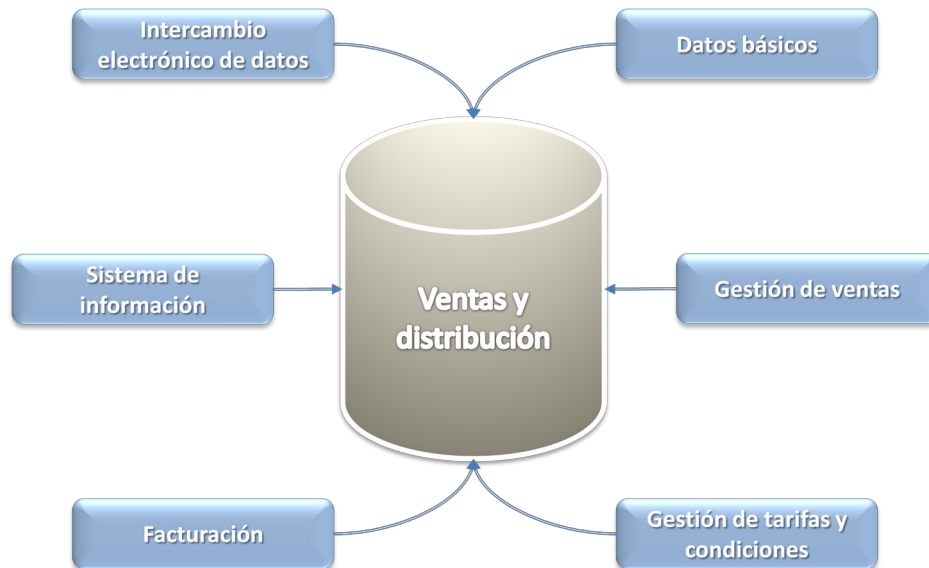 Intercambio
electrónico de datos
Datos básicos
Sistema de
información
Ventas y
distribución
Gestión de ventas
Facturación
Gestión de tarifas y
condiciones